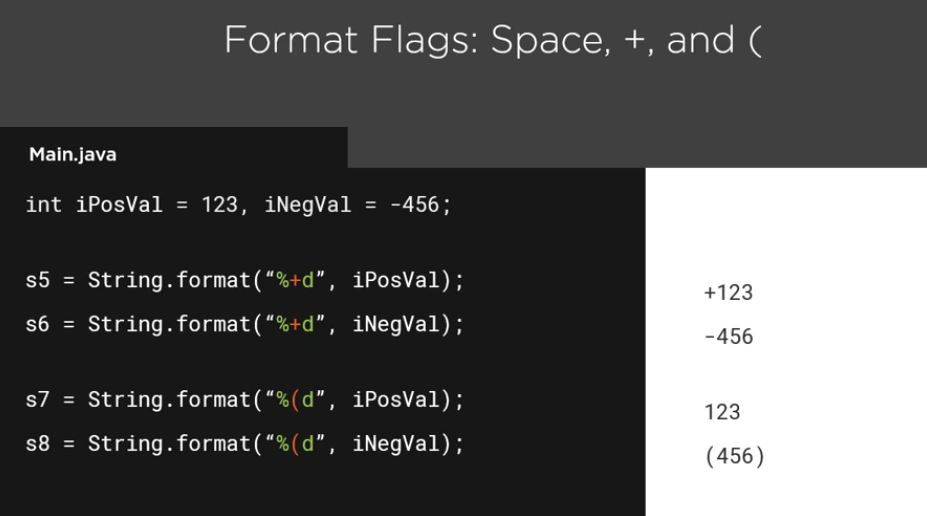 Format Flags: Space, +, and (
Main.java
int iPosVal = 123, iNegVal = -456;
s5 = String.format(“%+d”, iPosVal);
+123
s6 = String.format(“%+d”, iNegVal);
-456
s7 = String.format(“%(d”, iPosVal);
123
s8 = String.format(“%(d”, iNegVal);
(456)